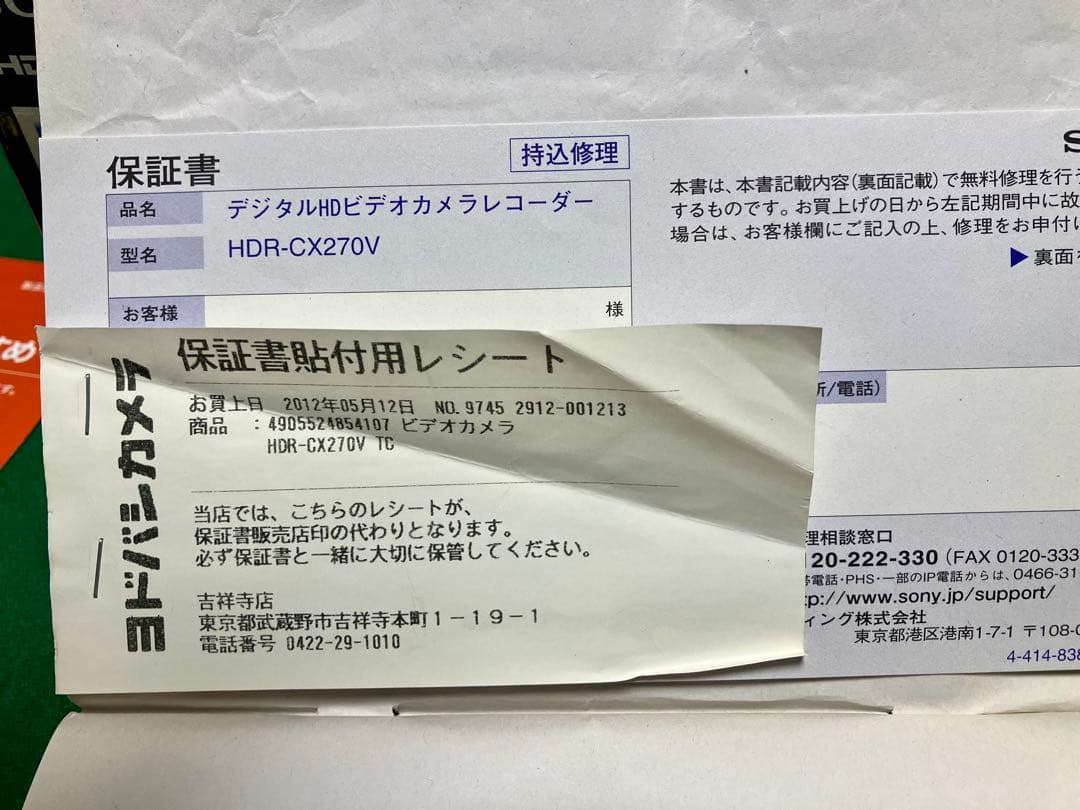 HD
保証書
持込修理
品名
デジタルHDビデオカメラレコーダー
型名
HDR-CX270V
お客様
様
S
本書は、本書記載内容(裏面記載)で無料修理を行
するものです。お買上げの日から左記期間中に故
場合は、お客様欄にご記入の上、修理をお申付
▶裏面
所/電話)
理相談窓口
20-222-330 (FAX 0120-333
電話・PHS・一部のIP電話からは、0466-31
p://www.sony.jp/support/
ィング株式会社
東京都港区港南1-7-1 〒108-0
4-414-838
ヨドバシカメラ
保証書貼付用レシート
お買上日 2012年05月12日 NO.9745 2912-001213
商品 :4905524854107 ビデオカメラ
HDR-CX270V TC
当店では、こちらのレシートが、
保証書販売店印の代わりとなります。
必ず保証書と一緒に大切に保管してください。
吉祥寺店
東京都武蔵野市吉祥寺本町1-19-1
電話番号 0422-29-1010
め
す。